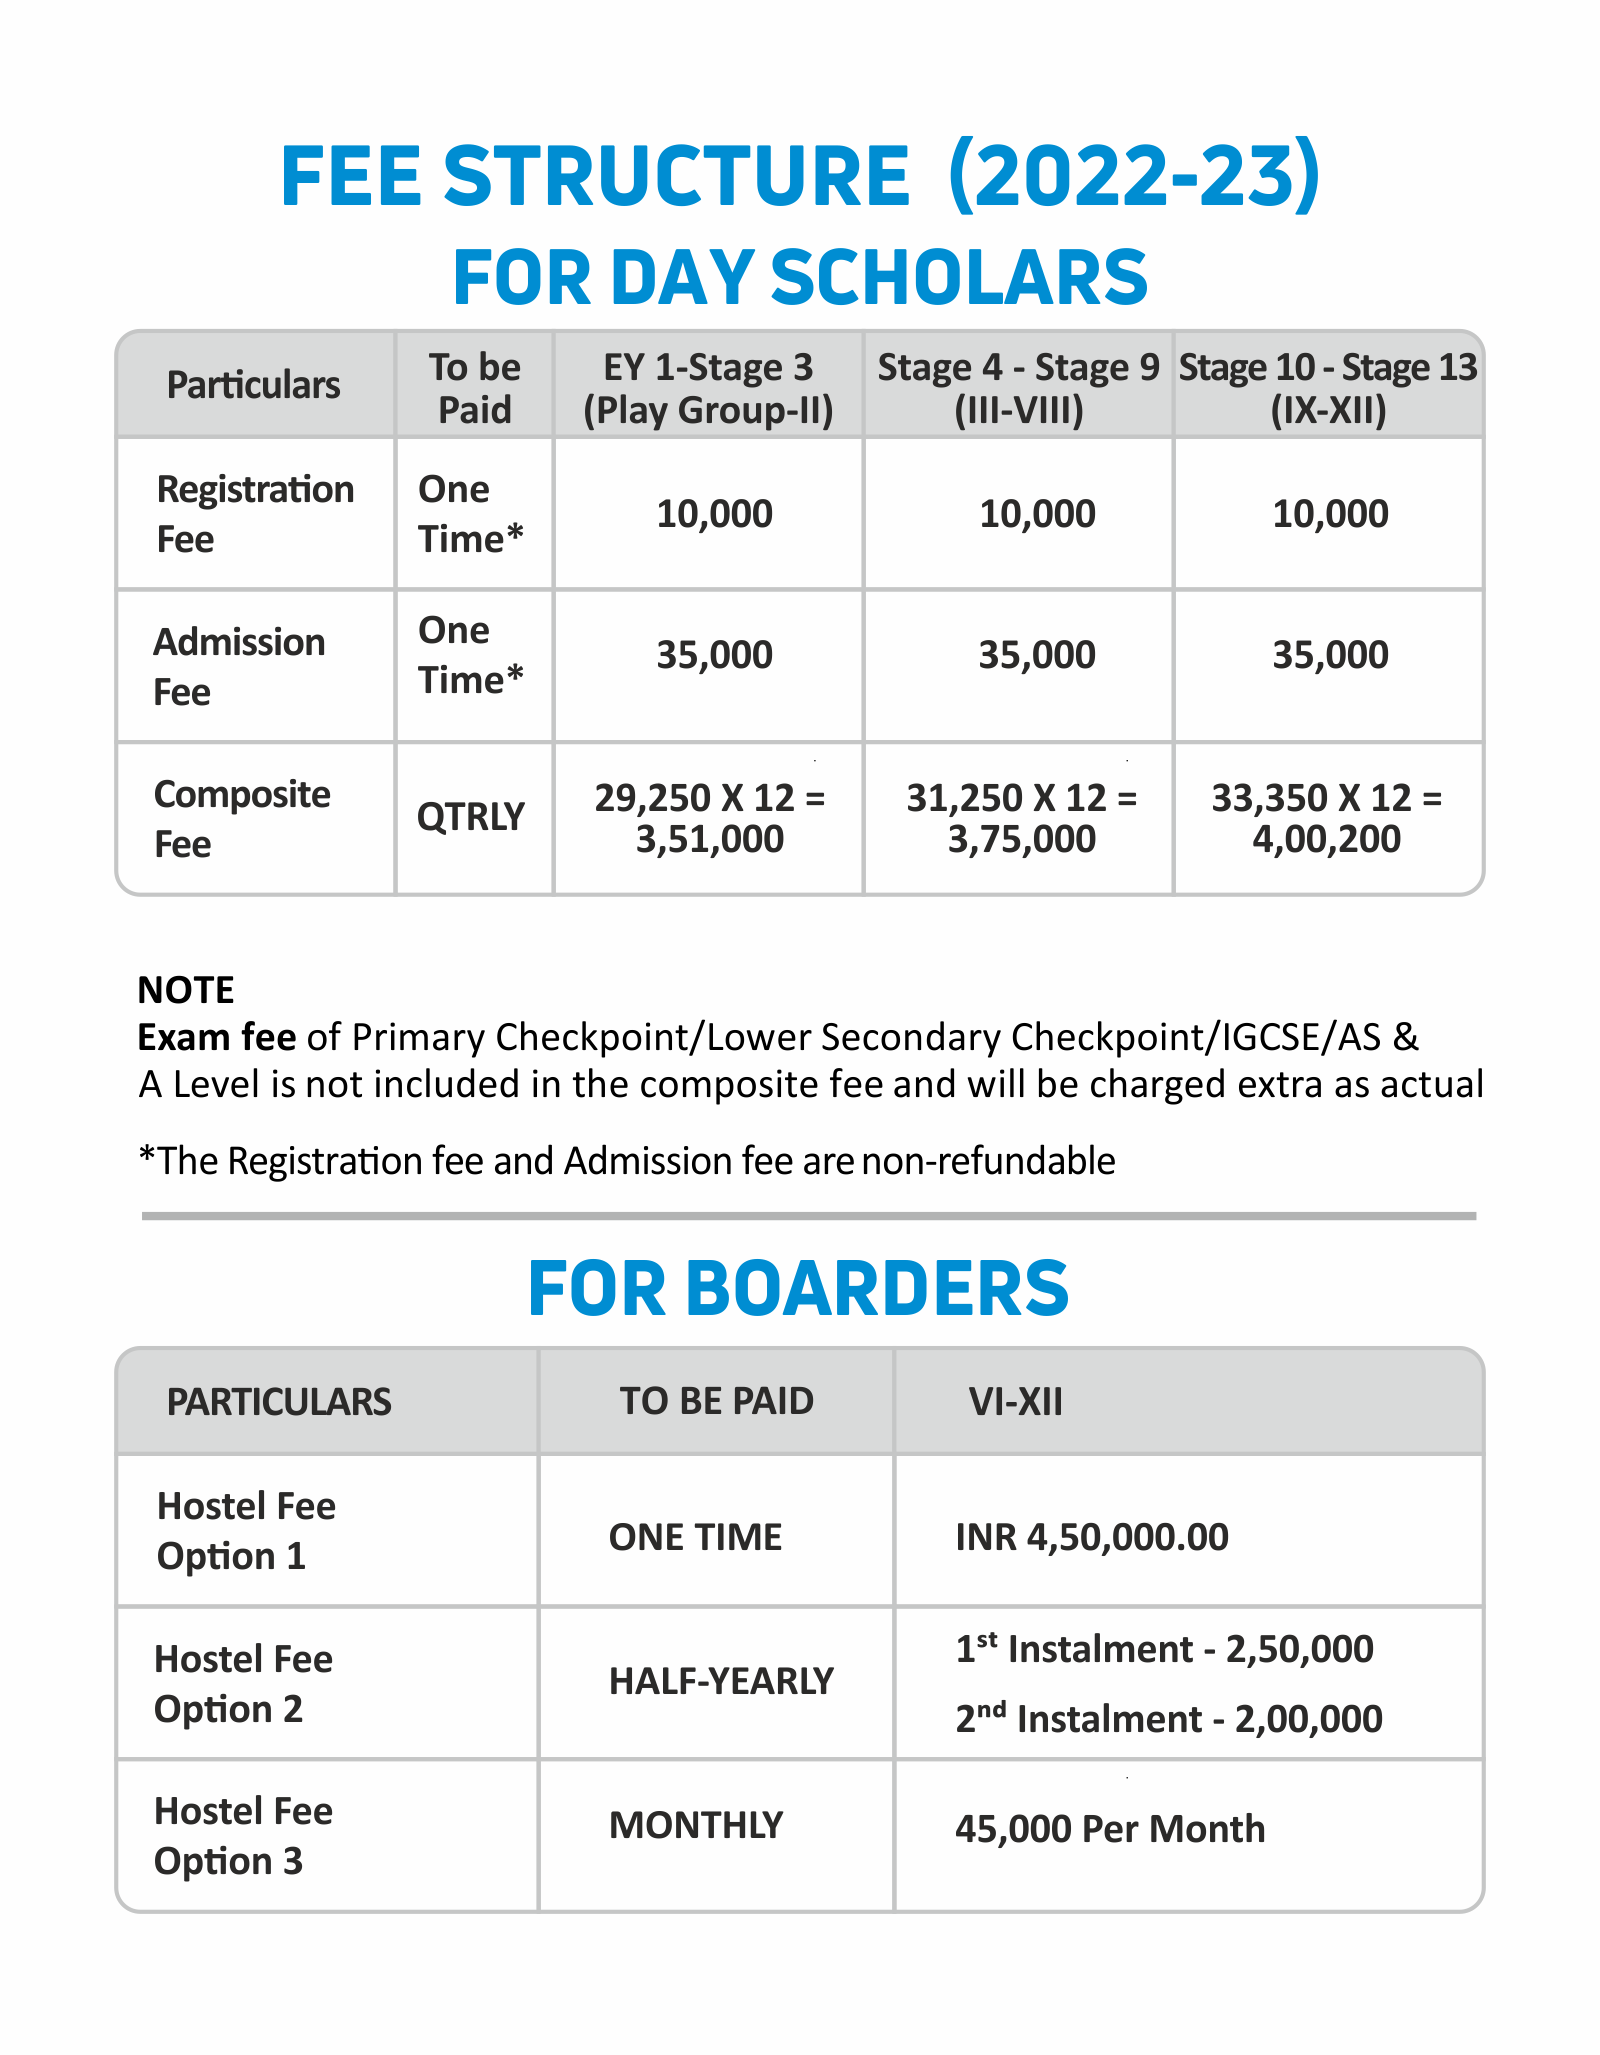 FEE STRUCTURE (2022-23)
FOR DAY SCHOLARS
Particulars
To be
Paid
EY 1-Stage 3
(Play Group-II)
Stage 4 - Stage 9
(III-VIII)
Stage 10 - Stage 13
(IX-XII)
Registration
Fee
One
Time*
10,000
10,000
10,000
Admission
Fee
One
Time*
35,000
35,000
35,000
Composite
Fee
QTRLY
29,250 X 12 =
3,51,000
31,250 X 12 =
3,75,000
33,350 X 12 =
4,00,200
NOTE
Exam fee of Primary Checkpoint/Lower Secondary Checkpoint/IGCSE/AS &
A Level is not included in the composite fee and will be charged extra as actual
*The Registration fee and Admission fee are non-refundable
FOR BOARDERS
PARTICULARS
TO BE PAID
VI-XII
Hostel Fee
Option 1
ONE TIME
INR 4,50,000.00
Hostel Fee
Option 2
HALF-YEARLY
1st Instalment - 2,50,000
2nd Instalment - 2,00,000
Hostel Fee
Option 3
MONTHLY
45,000 Per Month